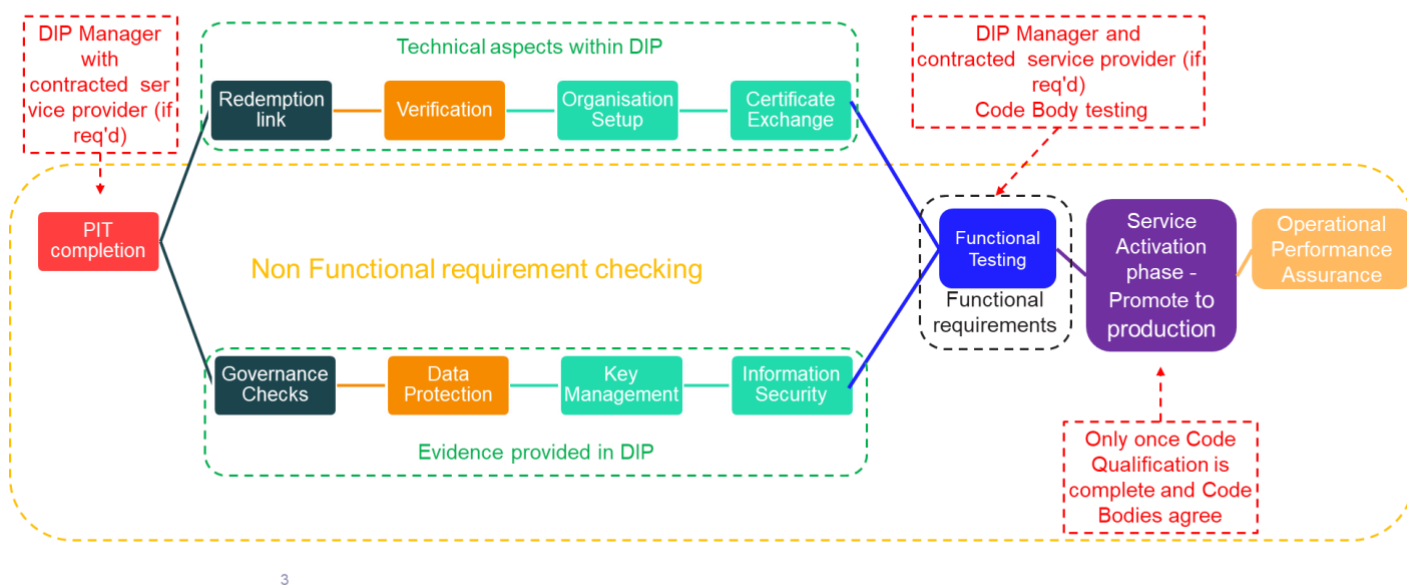 DIP Manager
with
contracted ser
vice provider (if
req'd)
Technical aspects within DIP
Redemption
link
Verification
Organisation
Setup
Certificate
Exchange
DIP Manager and
contracted service provider (if
req'd)
Code Body testing
PIT
completion
Non Functional requirement checking
Functional
Testing
Functional
requirements
Service
Activation
phase -
Promote to
production
Operational
Performance
Assurance
Governance
Checks
Data
Protection
Key
Management
Information
Security
Evidence provided in DIP
Only once Code
Qualification is
complete and Code
Bodies agree
3